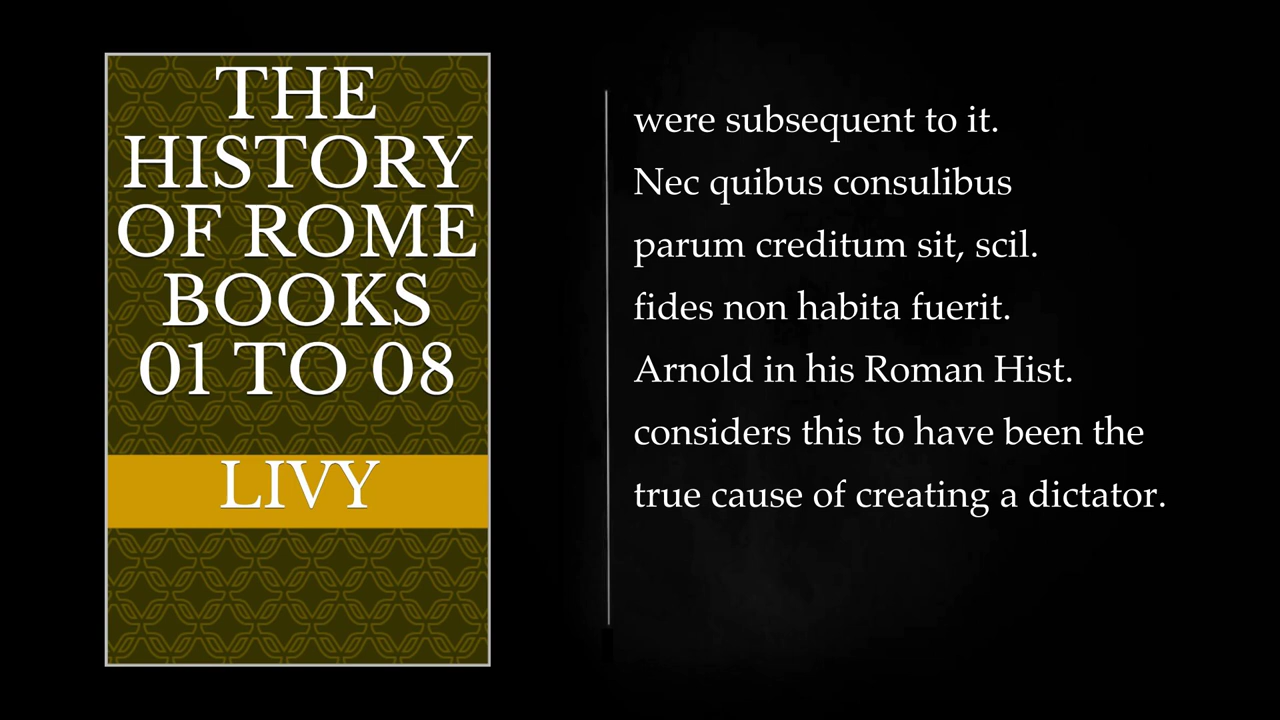 THE
HISTORY
OF ROME
BOOKS
01 TO 08
LIVY
were subsequent to it.
Nec quibus consulibus
parum creditum sit, scil.
fides non habita fuerit.
Arnold in his Roman Hist.
considers this to have been the
true cause of creating a dictator.